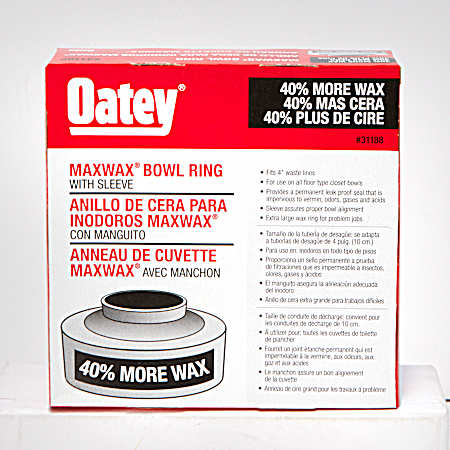 Oatey®
40% MORE WAX
40% MÁS CERA
40% PLUS DE CIRE
#31188
MAXWAX® BOWL RING
WITH SLEEVE
ANILLO DE CERA PARA
INODOROS MAXWAX®
CON MANGUITO
ANNEAU DE CUVETTE
MAXWAX® AVEC MANCHON
40% MORE WAX
• Fits 4" waste lines
• For use on all floor type closet bowls
• Provides a permanent leak proof seal that is
impervious to vermin, odors, gases and acids
• Sleeve assures proper bowl alignment
• Extra large wax ring for problem jobs
• Tamaño de la tubería de desagüe: se adapta
a tuberías de desagüe de 4 pulg. (10 cm.)
• Para uso en: inodoros en todo tipo de pisos
• Proporciona un sello permanente a prueba
de filtraciones que es impermeable a insectos,
olores, gases y ácidos
• El manguito asegura la alineación adecuada
del inodoro
• Anillo de cera extra grande para trabajos difíciles
• Taille de conduite de décharge: convient pour
les conduites de décharge de 10 cm.
• À utiliser pour: toutes les cuvettes de toilette
de plancher
• Fournit un joint étanche permanent qui est
imperméable à la vermine, aux odeurs, aux
gaz et aux acides
• Le manchon assure un bon alignement
de la cuvette
• Anneau de cire grand pour les travaux à problème